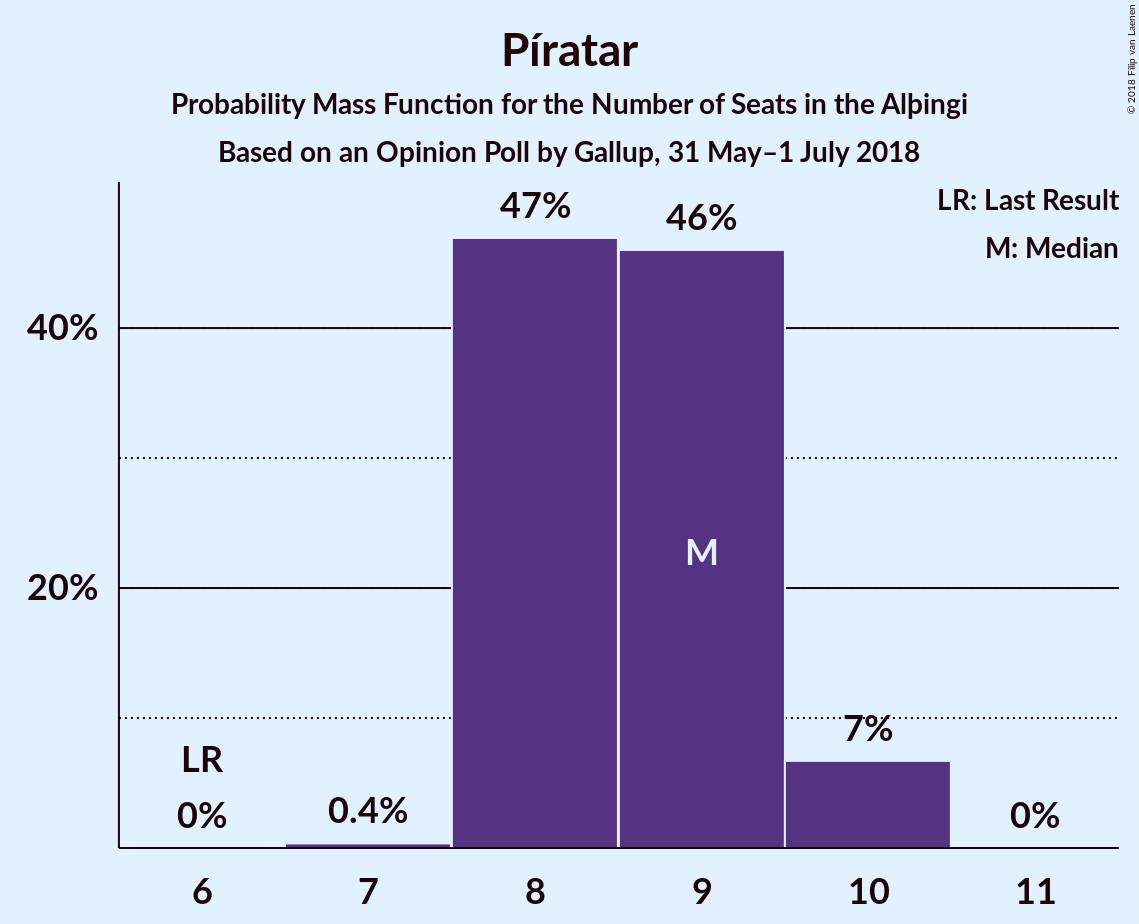 Píratar
Probability Mass Function for the Number of Seats in the Alþingi
Based on an Opinion Poll by Gallup, 31 May–1 July 2018
© 2018 Filip van Laenen
LR: Last Result
M: Median
47%
46%
40%
M
20%
7%
LR
0%
0.4%
0%
6
7
8
9
10
11